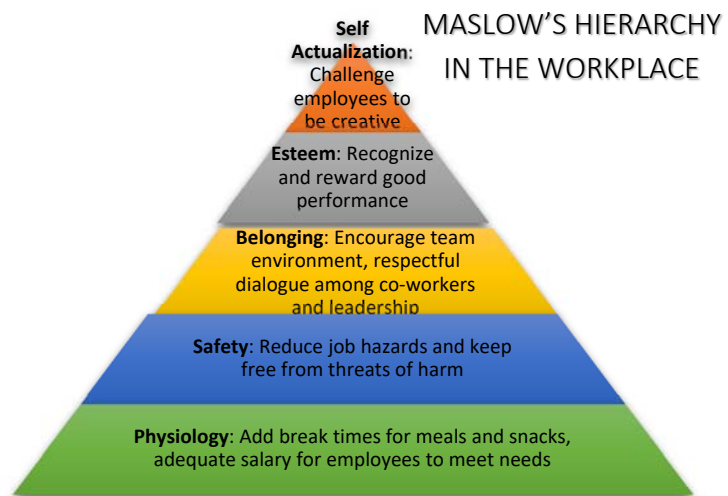 MASLOW'S HIERARCHY
IN THE WORKPLACE
Self
Actualization:
Challenge
employees to
be creative
Esteem: Recognize
and reward good
performance
Belonging: Encourage team
environment, respectful
dialogue among co-workers
and leadership
Safety: Reduce job hazards and keep
free from threats of harm
Physiology: Add break times for meals and snacks,
adequate salary for employees to meet needs